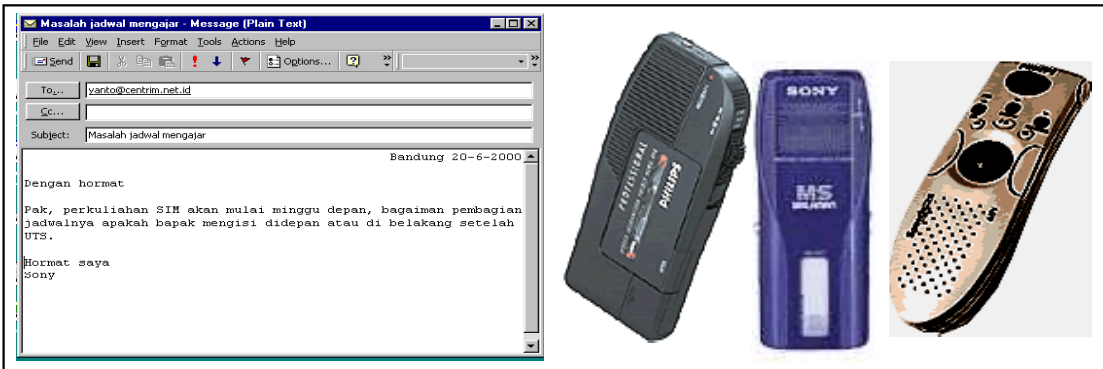 Masalah jadwal mengajar - Message (Plain Text)
File Edit View Insert Format Tools Actions Help
Send Options...
To... yanto@centrim.net.id
Cc...
Subject: Masalah jadwal mengajar
Bandung 20-6-2000
Dengan hormat
Pak, perkuliahan SIM akan mulai minggu depan, bagaiman pembagian
jadwalnya apakah bapak mengisi didepan atau di belakang setelah
UTS.
Hormat saya
Sony
PROFESSIONAL
PHILIPS
SONY
MS
WALKMAN